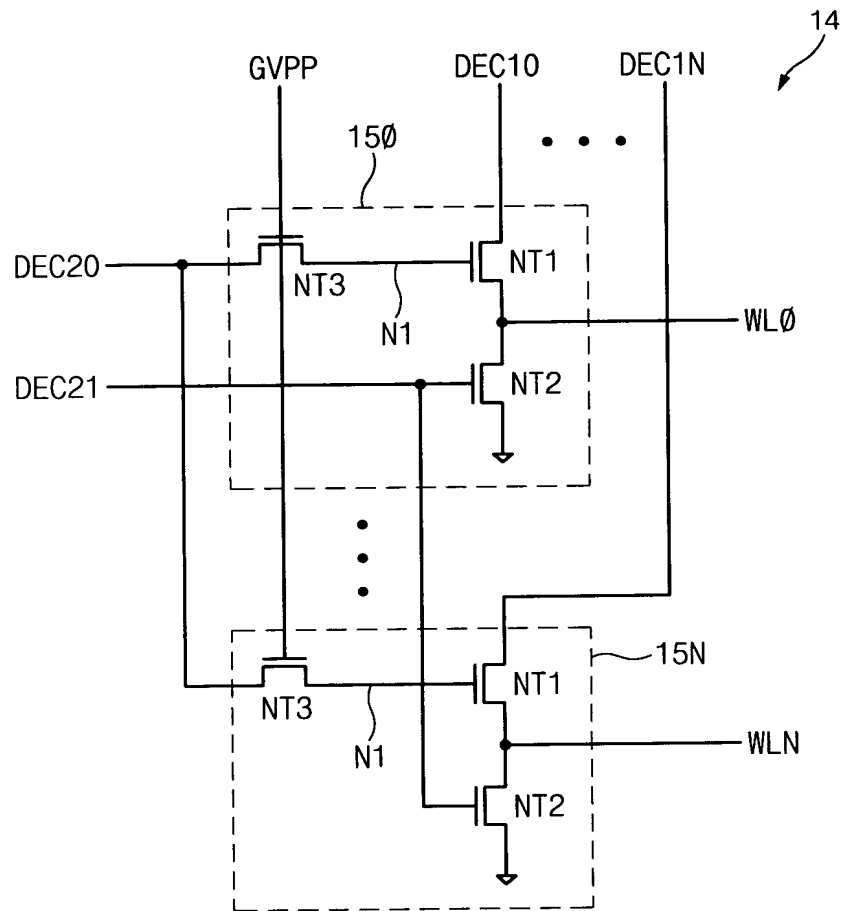 14
GVPP
DEC10
DEC1N
150
DEC20
NT3
N1
NT1
WL0
DEC21
NT2
15N
NT3
N1
NT1
WLN
NT2